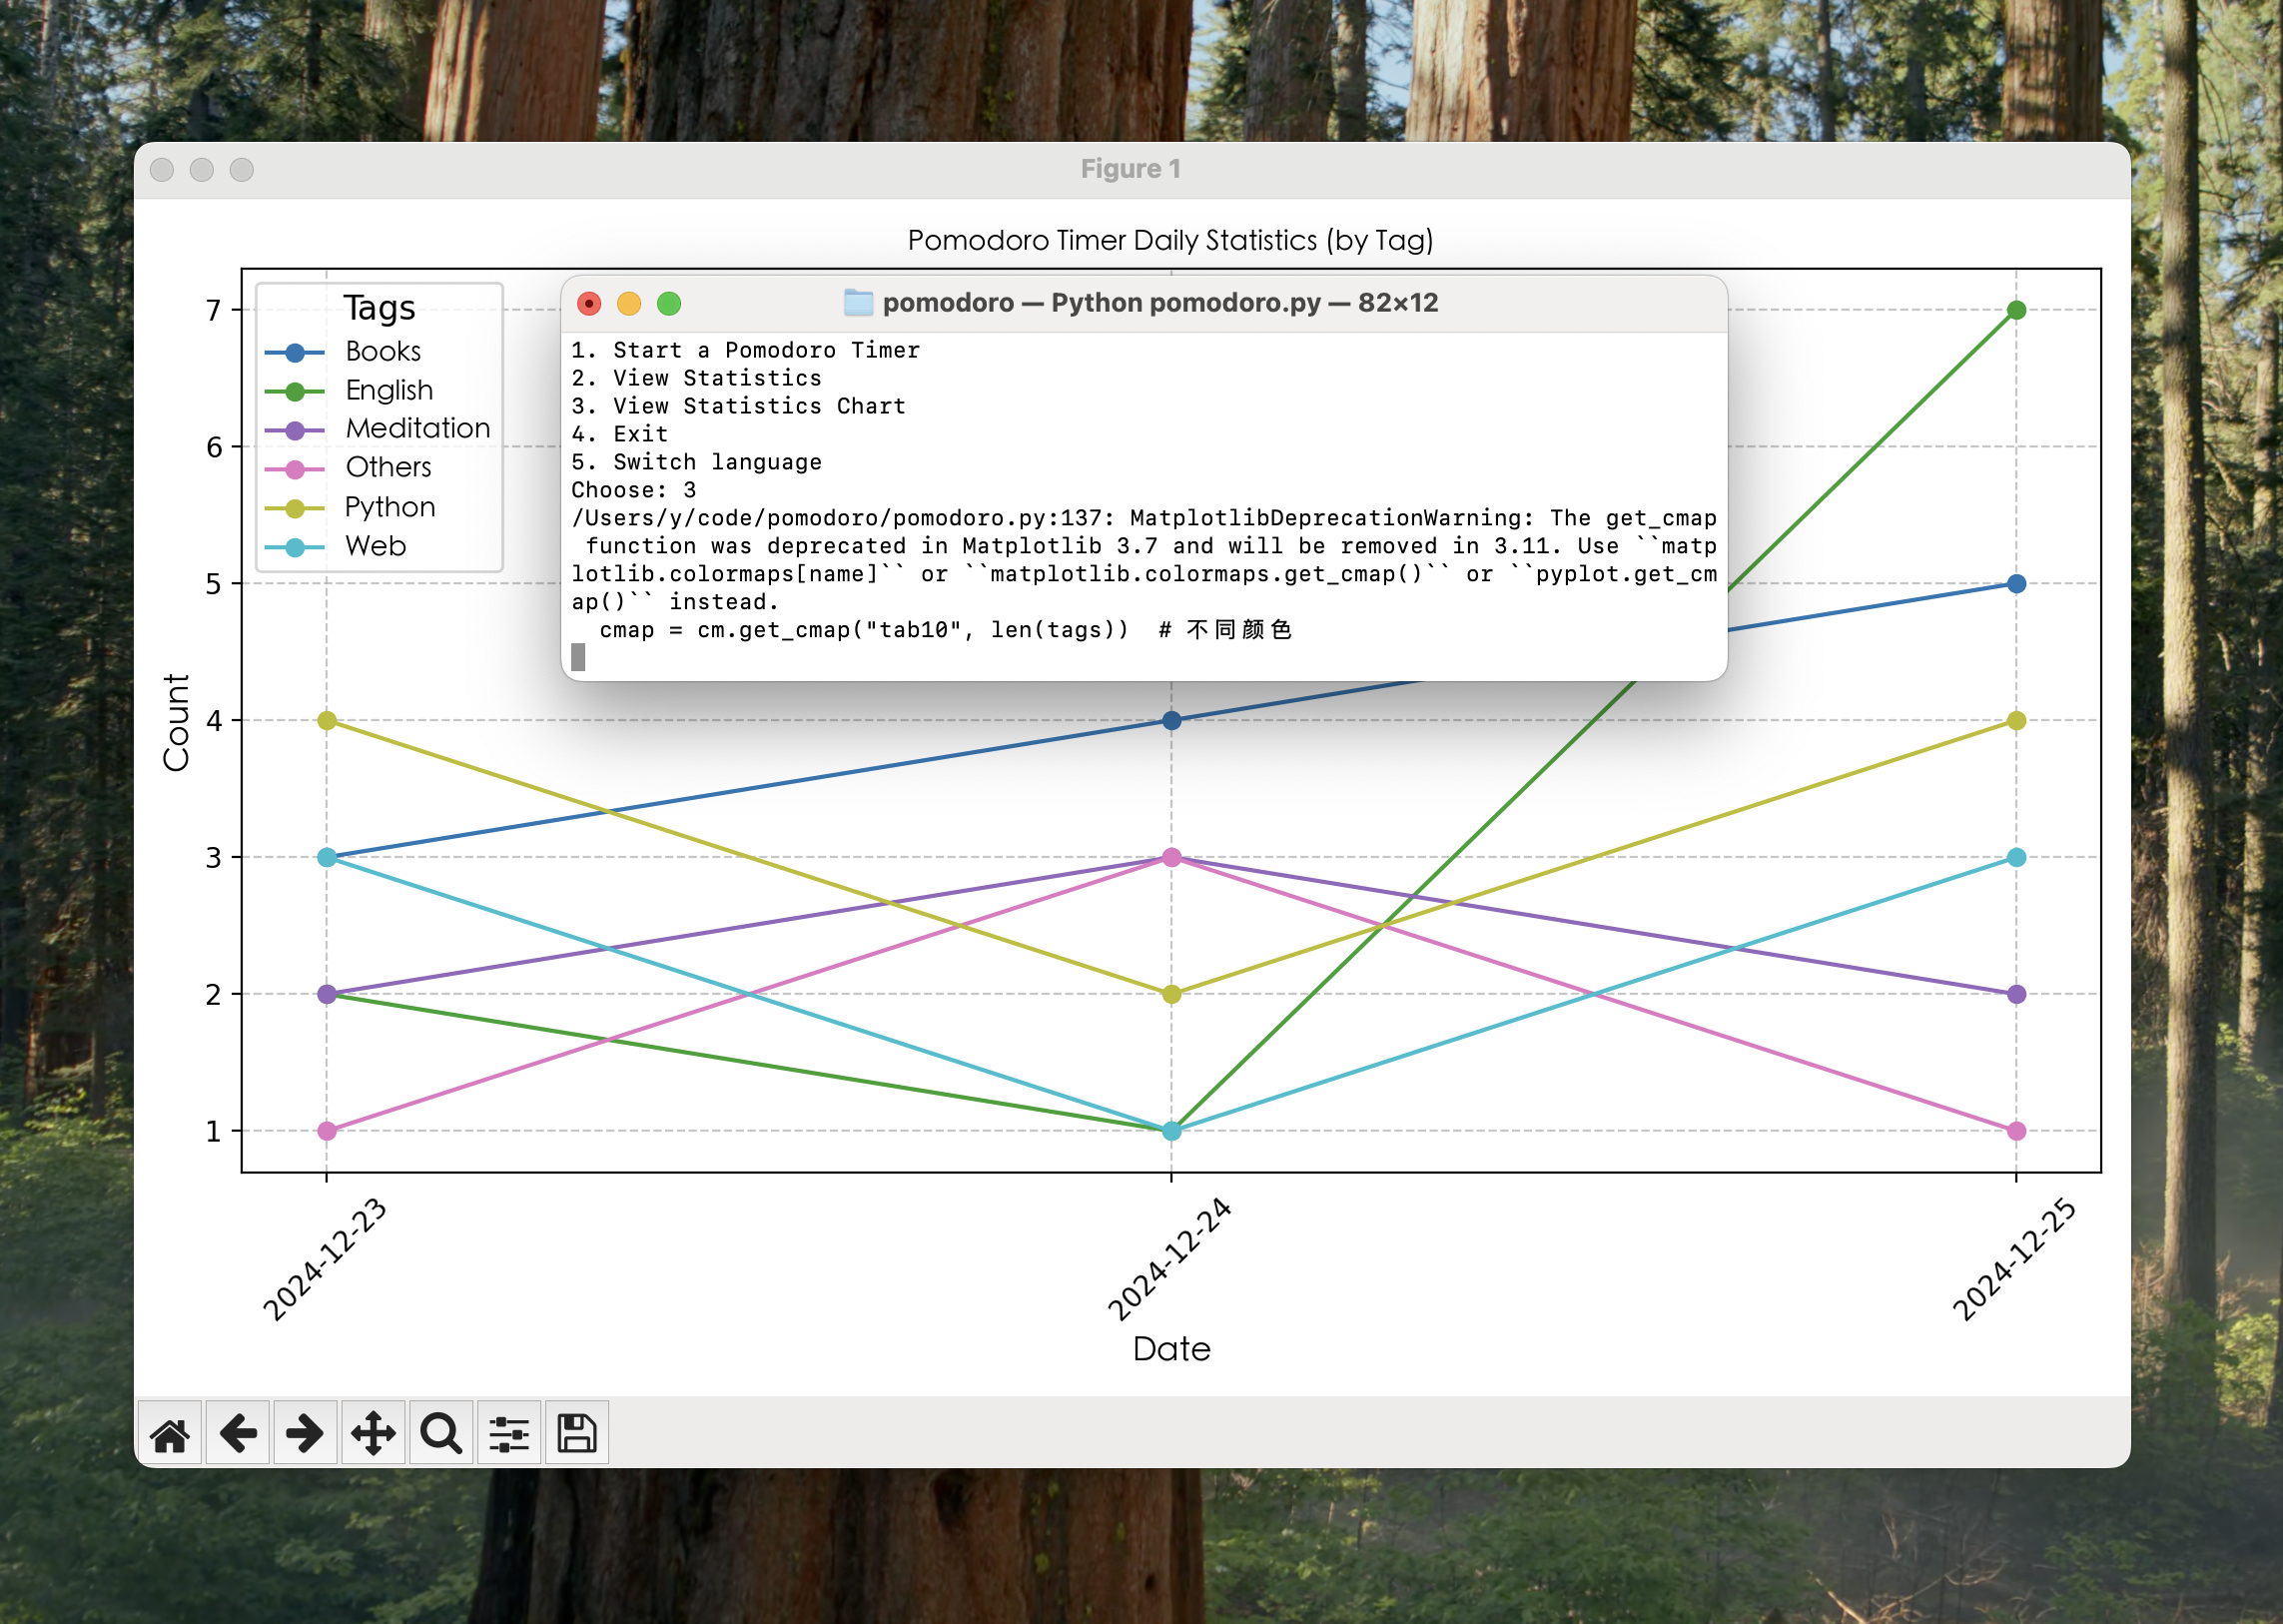 Figure 1
Pomodoro Timer Daily Statistics (by Tag)
Tags
Books
English
Meditation
Others
Python
Web
pomodoro — Python pomodoro.py — 82×12
1. Start a Pomodoro Timer
2. View Statistics
3. View Statistics Chart
4. Exit
5. Switch language
Choose: 3
/Users/y/code/pomodoro/pomodoro.py:137: MatplotlibDeprecationWarning: The get_cmap
 function was deprecated in Matplotlib 3.7 and will be removed in 3.11. Use ``matp
lotlib.colormaps[name]`` or ``matplotlib.colormaps.get_cmap()`` or ``pyplot.get_cm
ap()`` instead.
  cmap = cm.get_cmap("tab10", len(tags))  # 不同颜色
7
6
5
4
3
2
1
Count
2024-12-23
2024-12-24
2024-12-25
Date